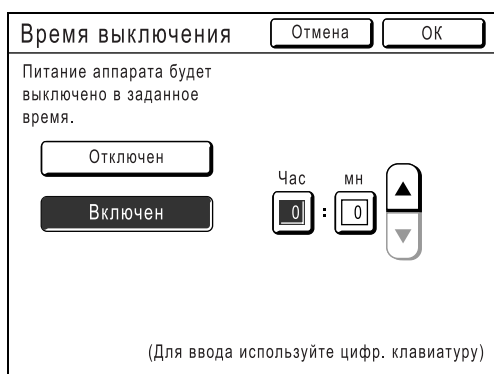 Время выключения Отмена ОК
Питание аппарата будет
выключено в заданное
время.
Отключен
Час мн
Включен
0 : 0
(Для ввода используйте цифр. клавиатуру)